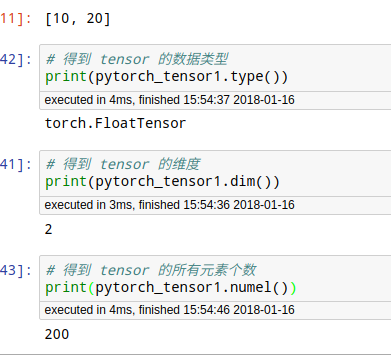 11]: [10, 20]
42]: # 得到 tensor 的数据类型
print(pytorch_tensor1.type())
executed in 4ms, finished 15:54:37 2018-01-16
torch.FloatTensor
41]: # 得到 tensor 的维度
print(pytorch_tensor1.dim())
executed in 3ms, finished 15:54:36 2018-01-16
2
43]: # 得到 tensor 的所有元素个数
print(pytorch_tensor1.numel())
executed in 4ms, finished 15:54:46 2018-01-16
200